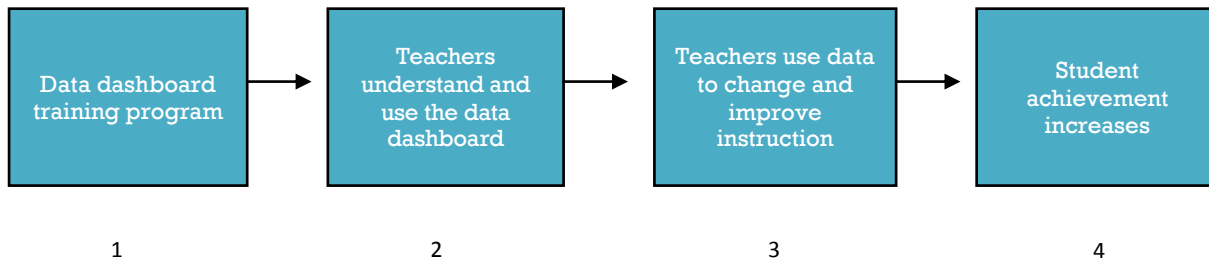 Data dashboard
training program
Teachers
understand and
use the data
dashboard
Teachers use data
to change and
improve
instruction
Student
achievement
increases
1
2
3
4